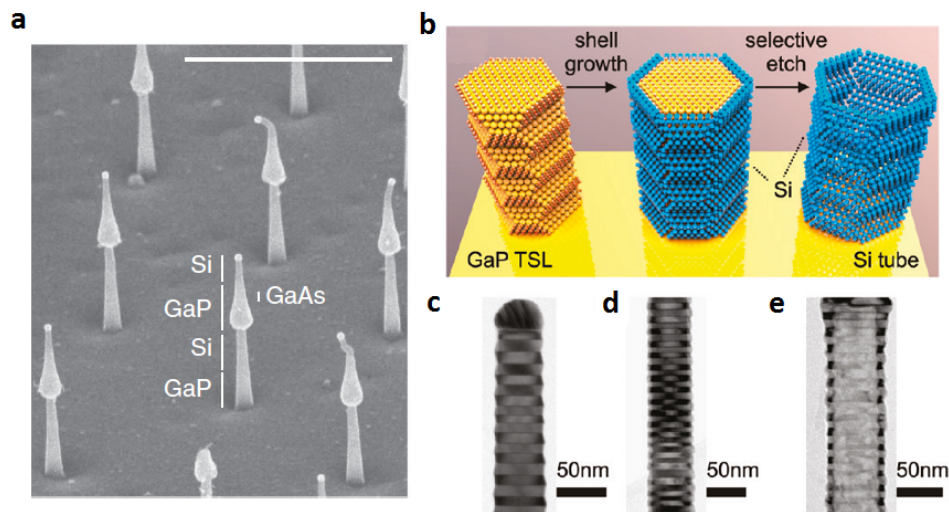 a
Si
GaP
GaAs
Si
GaP
b
shell
growth
selective
etch
Si
GaP TSL
Si tube
c
d
e
50nm
50nm
50nm